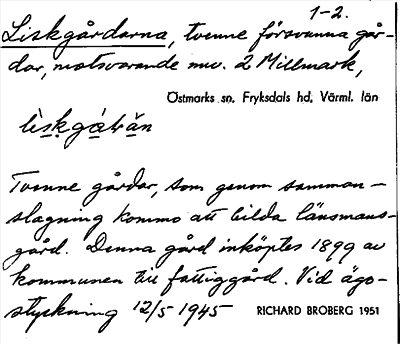 1-2.
Liskgårdarna, tvenne försvunna går-
dar, motsvarande nuv. 2 Millmark,
Östmarks sn, Fryksdals hd, Värml. län
Tvenne gårdar, som genom samman-
slagning kommo att bilda länsmans-
gård. Denna gård inköptes 1899 av
kommunen till fattiggård. Vid ägo-
styckning 12/5 1945
RICHARD BROBERG 1951